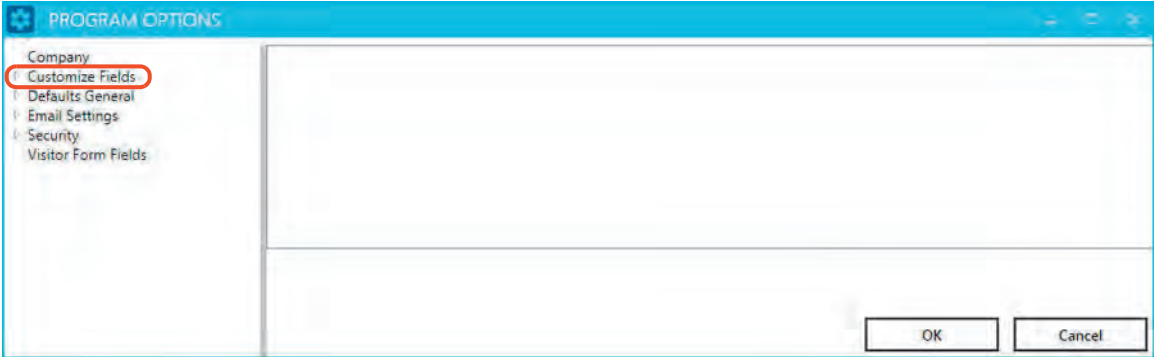 PROGRAM OPTIONS
Company
Customize Fields
Defaults General
Email Settings
Security
Visitor Form Fields
OK
Cancel